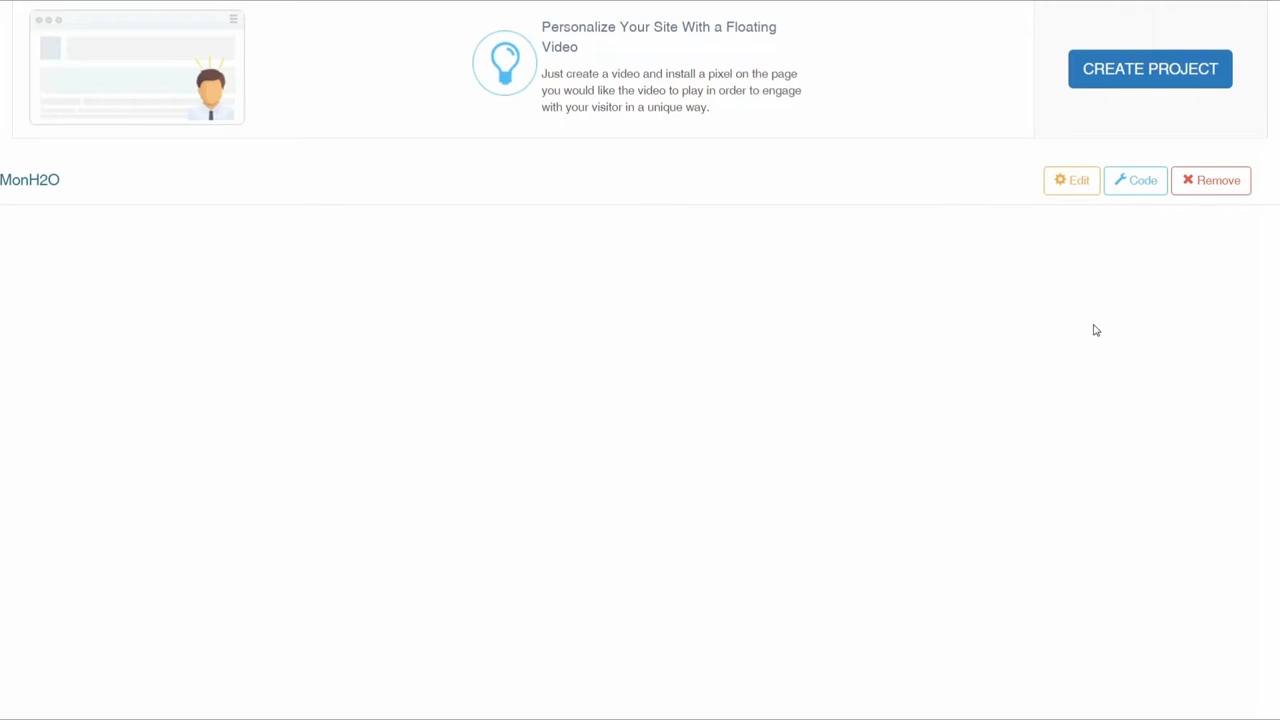 Personalize Your Site With a Floating
Video
Just create a video and install a pixel on the page
you would like the video to play in order to engage
with your visitor in a unique way.
CREATE PROJECT
MonH2O
Edit
Code
Remove